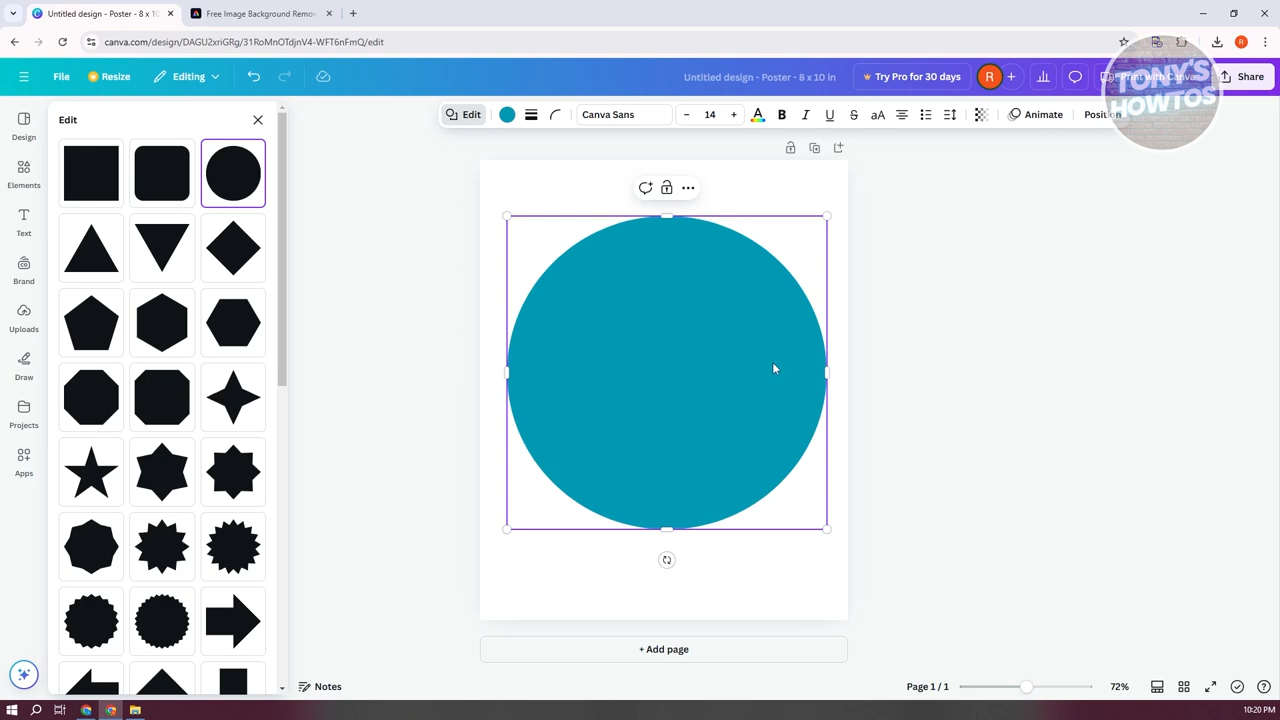 Untitled design - Poster - 8 x 10
Free Image Background Remov
canva.com/design/DAGU2xriGRg/31RoMnOTdjnV4-WFT6nFmQ/edit
R
File
Resize
Editing
Untitled design - Poster - 8 x 10 in
Try Pro for 30 days
R
Print with Canva
Share
TONY'S
HOWTOS
Edit
Edit
Canva Sans
14
Animate
Position
Design
Elements
Text
Brand
Uploads
Draw
Projects
Apps
+ Add page
Notes
Page 1 / 1
72%
10:20 PM